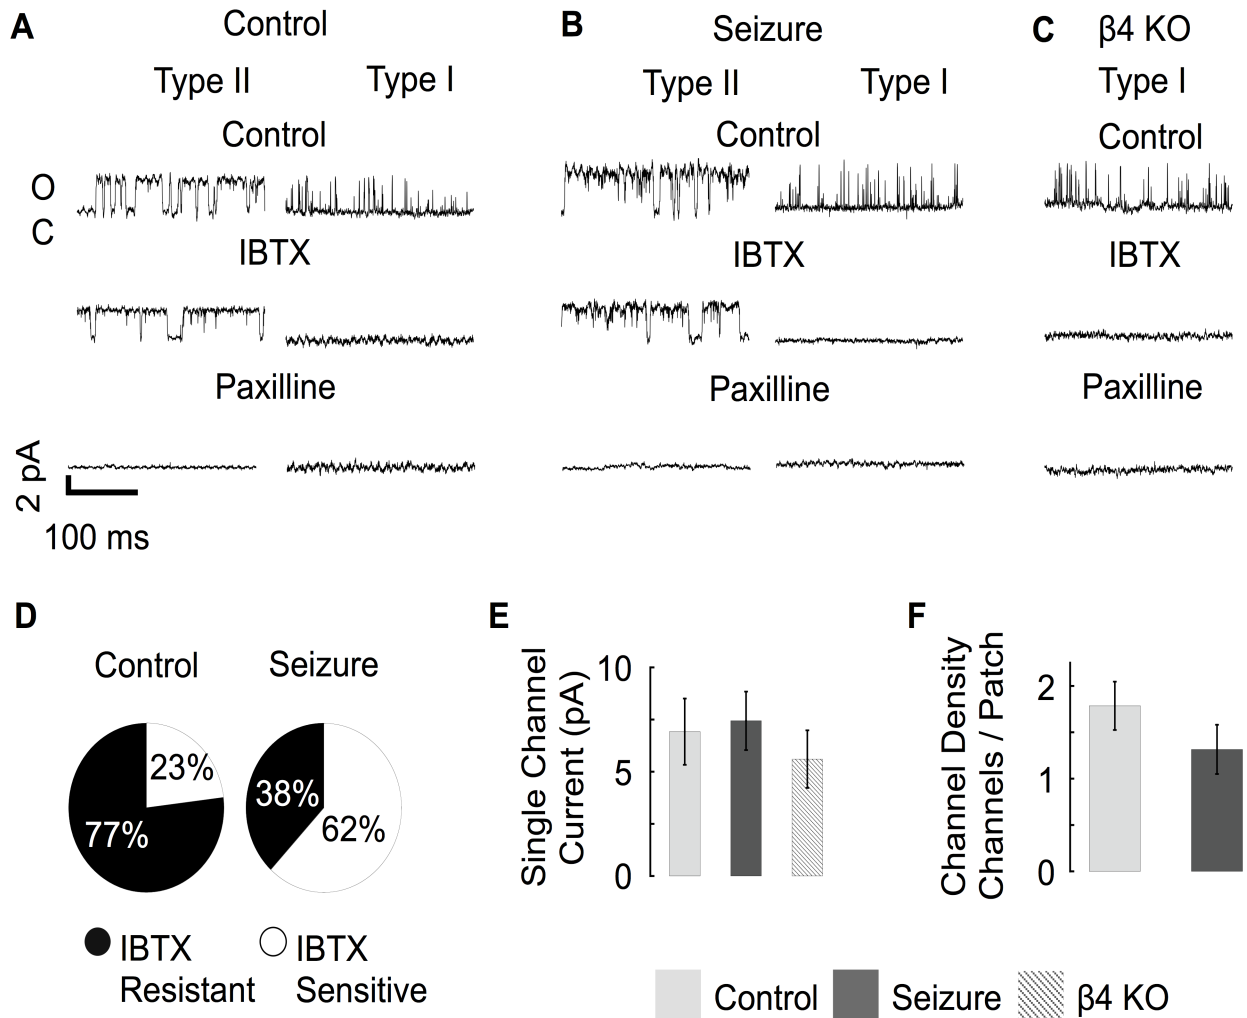 A
Control
Type II
Type I
Control
O
C
IBTX
Paxilline
2 pA
100 ms
B
Seizure
Type II
Type I
Control
IBTX
Paxilline
C
β4 KO
Type I
Control
IBTX
Paxilline
D
Control
Seizure
23%
77%
38%
62%
IBTX
Resistant
IBTX
Sensitive
E
Single Channel
Current (pA)
10
5
0
F
Channel Density
Channels / Patch
2
1
0
Control
Seizure
β4 KO